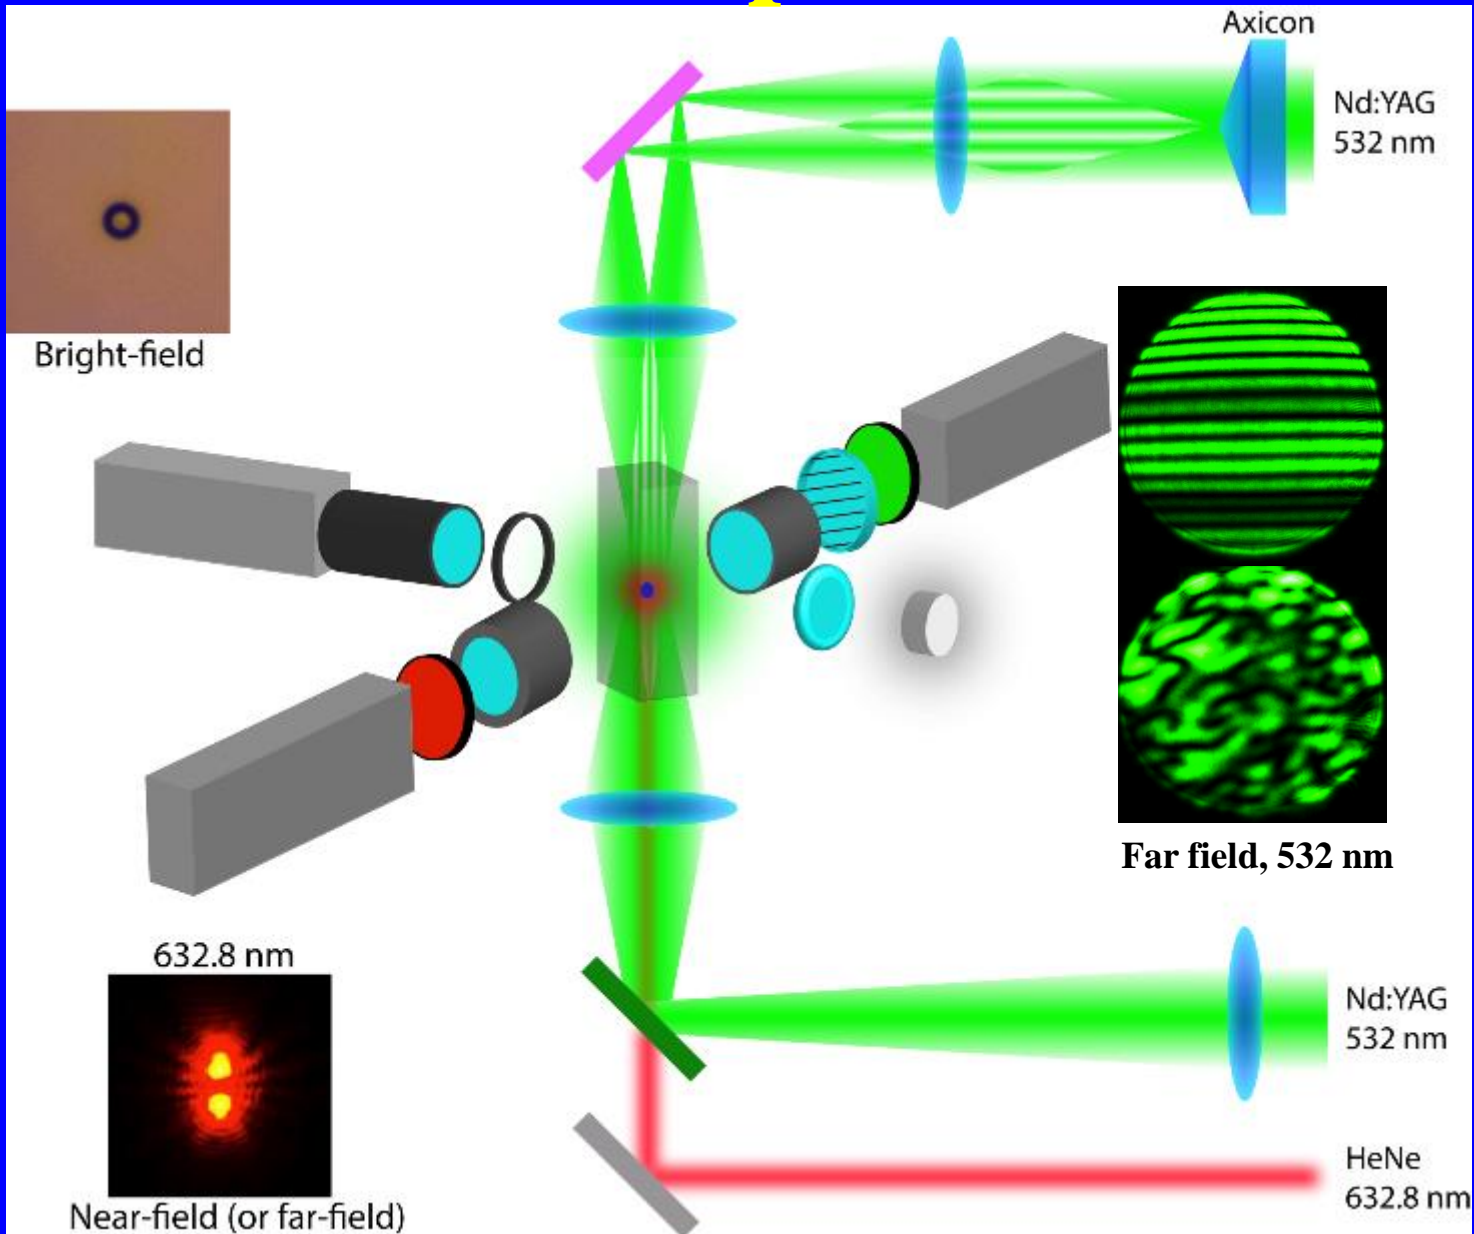 Axicon
Nd:YAG
532 nm
Bright-field
Far field, 532 nm
632.8 nm
Nd:YAG
532 nm
HeNe
632.8 nm
Near-field (or far-field)